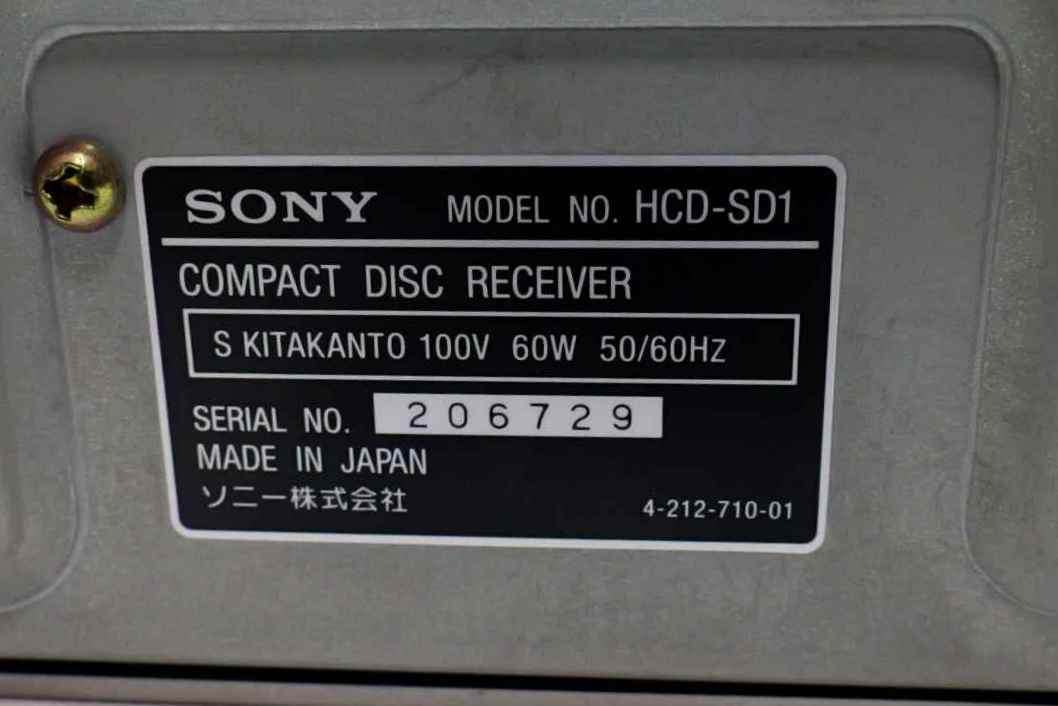 SONY MODEL NO. HCD-SD1
COMPACT DISC RECEIVER
S KITAKANTO 100V 60W 50/60HZ
SERIAL NO. 206729
MADE IN JAPAN
ソニー株式会社 4-212-710-01